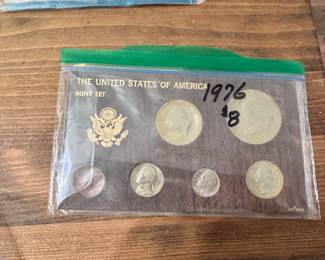 THE UNITED STATES OF AMERICA
MINT SET
1976
$8